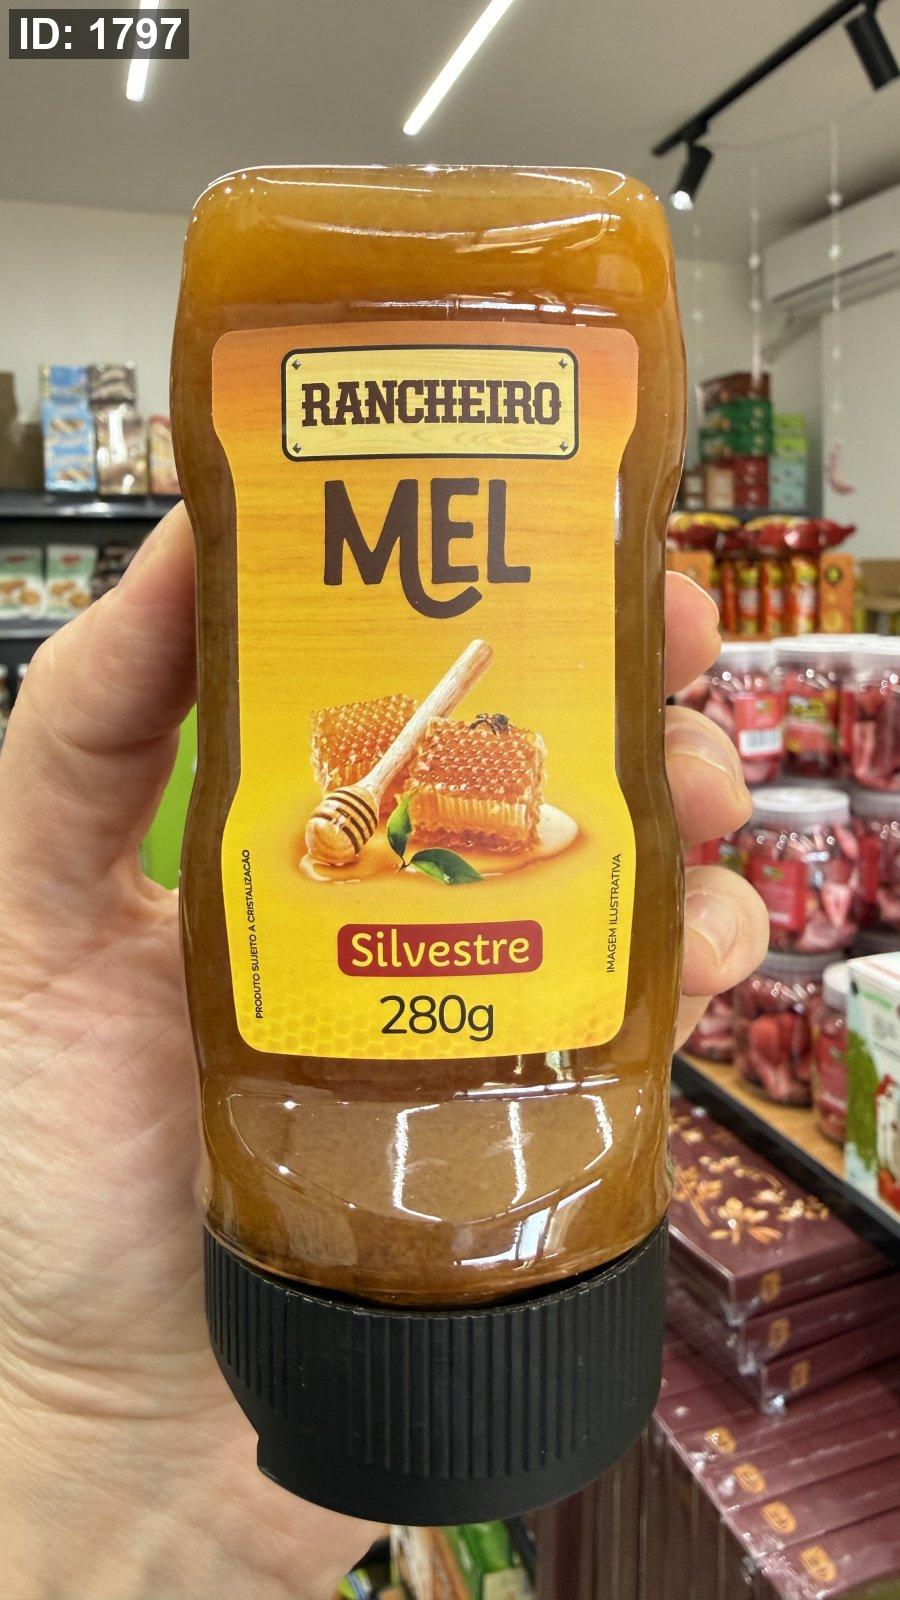 ID: 1797
RANCHEIRO
MEL
PRODUTO SUJEITO A CRISTALIZAÇÃO
IMAGEM ILUSTRATIVA
Silvestre
280g